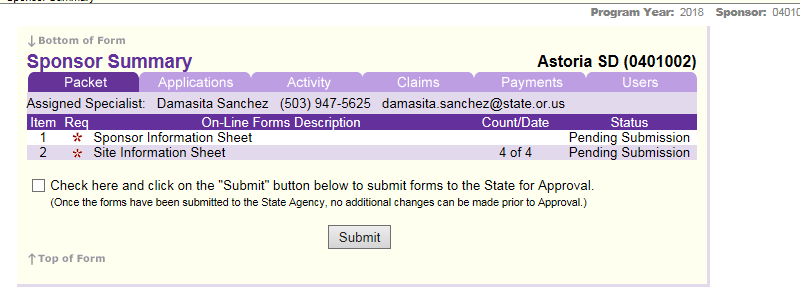 Program Year: 2018 Sponsor: 0401
Bottom of Form
Sponsor Summary Astoria SD (0401002)
Packet Applications Activity Claims Payments Users
Assigned Specialist: Damasita Sanchez (503) 947-5625 damasita.sanchez@state.or.us
Item Req On-Line Forms Description Count/Date Status
1 * Sponsor Information Sheet Pending Submission
2 * Site Information Sheet 4 of 4 Pending Submission
Check here and click on the "Submit" button below to submit forms to the State for Approval.
(Once the forms have been submitted to the State Agency, no additional changes can be made prior to Approval.)
Submit
Top of Form